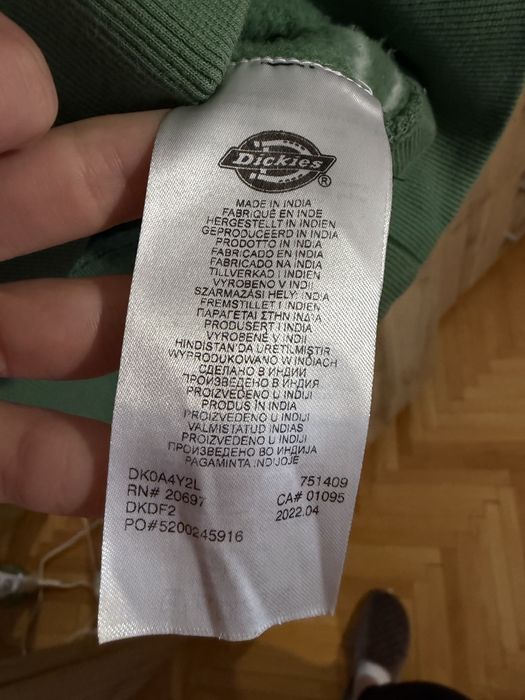 Dickies
®
MADE IN INDIA
FABRIQUÉ EN INDE
HERGESTELLT IN INDIEN
GEPRODUCEERD IN INDIA
PRODOTTO IN INDIA
FABRICADO EN INDIA
FABRICADO NA INDIA
TILLVERKAD I INDIEN
VYROBENO V INDII
SZÁRMAZÁSI HELY: INDIA
FREMSTILLET I INDIEN
ΠΑΡΑΓΕΤΑΙ ΣΤΗΝ ΙΝΔΙΑ
PRODUSERT I INDIA
VYROBENÉ V INDII
HINDISTAN'DA ÜRETILMISTIR
WYPRODUKOWANO W INDIACH
СДЕЛАНО В ИНДИИ
ПРОИЗВЕДЕНО В ИНДИЯ
PROIZVEDENO U INDIJI
PRODUS ÎN INDIA
PROIZVEDENO U INDIJI
VALMISTATUD INDIAS
PROIZVEDENO U INDIJI
ПРОИЗВЕДЕНО ВО ИНДИЈА
PAGAMINTA INDIJOJE
DK0A4Y2L 751409
RN# 20697 CA# 01095
DKDF2 2022.04
PO#5200245916